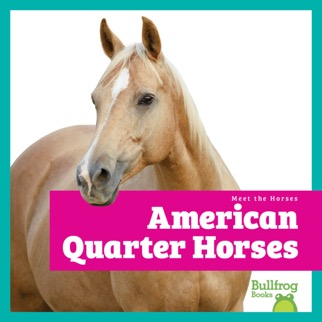 Meet the Horses
American
Quarter Horses
Bullfrog
Books